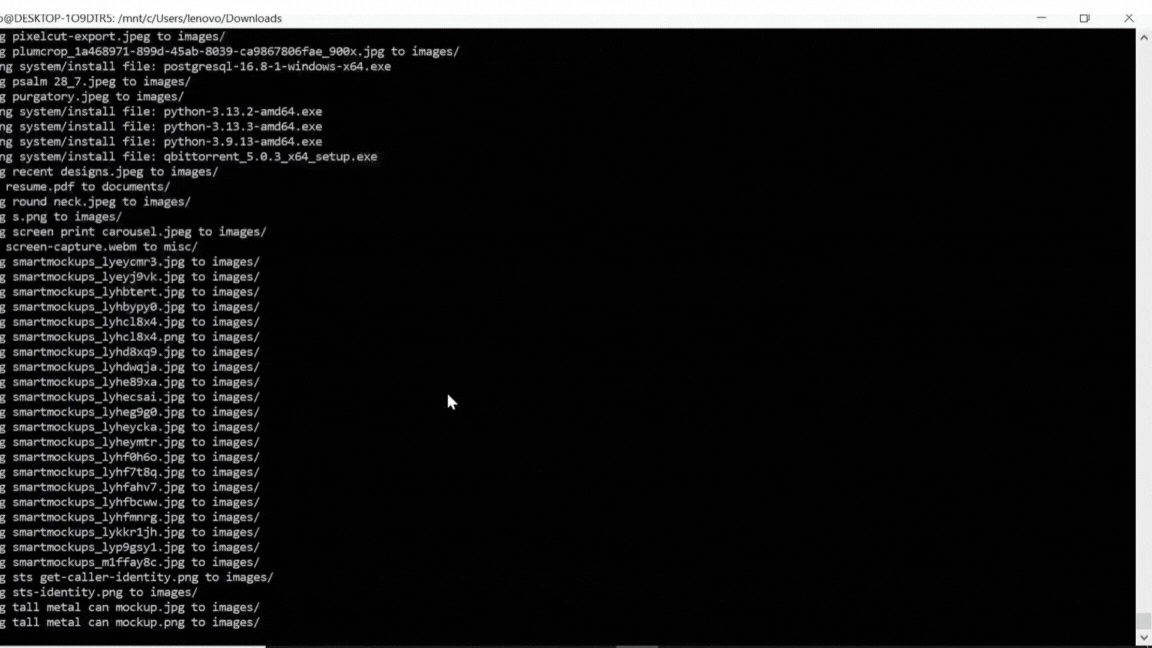 o@DESKTOP-1O9DTR5: /mnt/c/Users/lenovo/Downloads
g pixelcut-export.jpeg to images/
g plumcrop_1a468971-899d-45ab-8039-ca9867806fae_900x.jpg to images/
ng system/install file: postgresql-16.8-1-windows-x64.exe
g psalm 28_7.jpeg to images/
g purgatory.jpeg to images/
ng system/install file: python-3.13.2-amd64.exe
ng system/install file: python-3.13.3-amd64.exe
ng system/install file: python-3.9.13-amd64.exe
ng system/install file: qbittorrent_5.0.3_x64_setup.exe
g recent designs.jpeg to images/
resume.pdf to documents/
g round neck.jpeg to images/
g s.png to images/
g screen print carousel.jpeg to images/
screen-capture.webm to misc/
g smartmockups_lyeycmr3.jpg to images/
g smartmockups_lyeyj9vk.jpg to images/
g smartmockups_lyhbtert.jpg to images/
g smartmockups_lyhbypy0.jpg to images/
g smartmockups_lyhcl8x4.jpg to images/
g smartmockups_lyhcl8x4.png to images/
g smartmockups_lyhd8xq9.jpg to images/
g smartmockups_lyhdwqja.jpg to images/
g smartmockups_lyhe89xa.jpg to images/
g smartmockups_lyhecsai.jpg to images/
g smartmockups_lyheg9g0.jpg to images/
g smartmockups_lyheycka.jpg to images/
g smartmockups_lyheymtr.jpg to images/
g smartmockups_lyhf0h6o.jpg to images/
g smartmockups_lyhf7t8q.jpg to images/
g smartmockups_lyhfahv7.jpg to images/
g smartmockups_lyhfbcww.jpg to images/
g smartmockups_lyhfmnrg.jpg to images/
g smartmockups_lykkr1jh.jpg to images/
g smartmockups_lyp9gsy1.jpg to images/
g smartmockups_m1ffay8c.jpg to images/
g sts get-caller-identity.png to images/
g sts-identity.png to images/
g tall metal can mockup.jpg to images/
g tall metal can mockup.png to images/